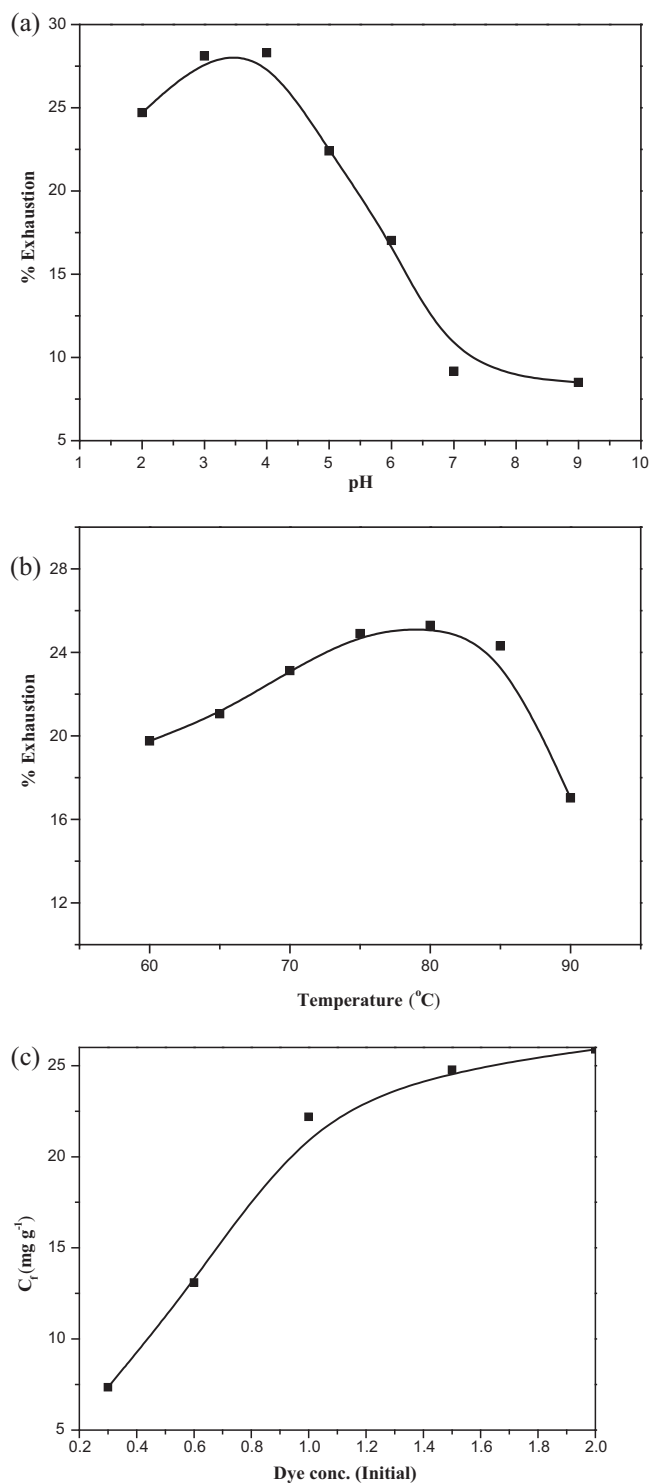 (a)
30
25
20
15
10
5
% Exhaustion
1 2 3 4 5 6 7 8 9 10
pH
(b)
28
24
20
16
12
% Exhaustion
60 70 80 90
Temperature (°C)
(c)
25
20
15
10
5
C_f (mg g⁻¹)
0.2 0.4 0.6 0.8 1.0 1.2 1.4 1.6 1.8 2.0
Dye conc. (Initial)